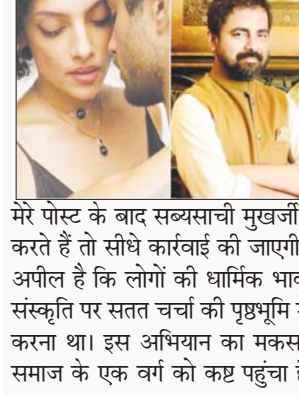 मेरे पोस्ट के बाद सब्यसाची मुखर्जी
करते हैं तो सीधे कार्रवाई की जाएगी
अपील है कि लोगों की धार्मिक
संस्कृति पर सतत चर्चा की पृष्ठभूमि
करना था। इस अभियान का मकस
समाज के एक वर्ग को कष्ट पहुंचा